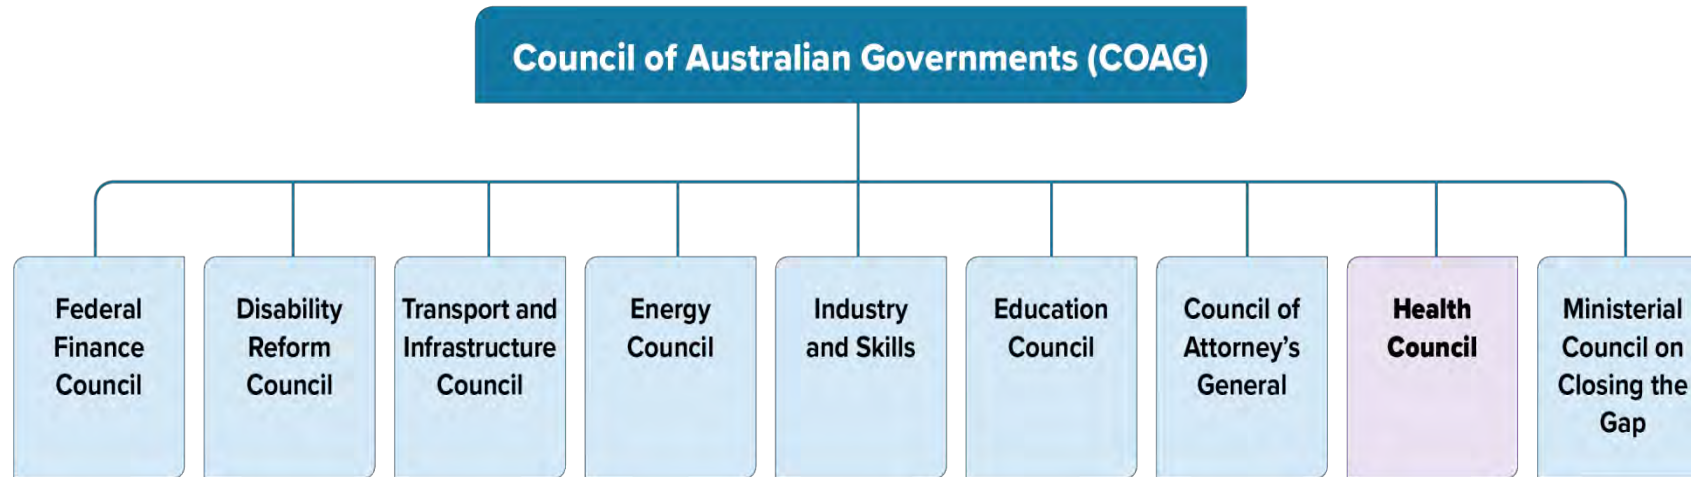 Council of Australian Governments (COAG)
Federal
Finance
Council
Disability
Reform
Council
Transport and
Infrastructure
Council
Energy
Council
Industry
and Skills
Education
Council
Council of
Attorney’s
General
Health
Council
Ministerial
Council on
Closing the
Gap